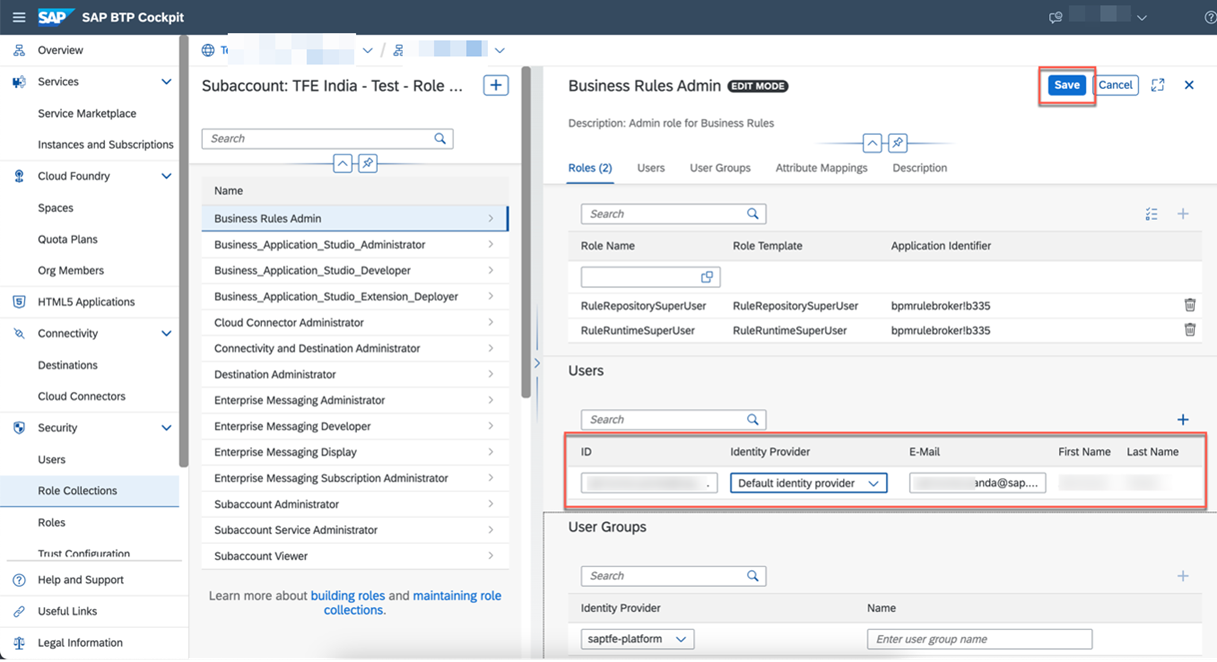 SAP SAP BTP Cockpit
Overview
Services
Service Marketplace
Instances and Subscriptions
Cloud Foundry
Spaces
Quota Plans
Org Members
HTML5 Applications
Connectivity
Destinations
Cloud Connectors
Security
Users
Role Collections
Roles
Trust Configuration
Help and Support
Useful Links
Legal Information
/
Subaccount: TFE India - Test - Role ...
Search
Name
Business Rules Admin
Business_Application_Studio_Administrator
Business_Application_Studio_Developer
Business_Application_Studio_Extension_Deployer
Cloud Connector Administrator
Connectivity and Destination Administrator
Destination Administrator
Enterprise Messaging Administrator
Enterprise Messaging Developer
Enterprise Messaging Display
Enterprise Messaging Subscription Administrator
Subaccount Administrator
Subaccount Service Administrator
Subaccount Viewer
Learn more about building roles and maintaining role
collections.
Business Rules Admin EDIT MODE Save Cancel
Description: Admin role for Business Rules
Roles (2) Users User Groups Attribute Mappings Description
Search
Role Name Role Template Application Identifier
RuleRepositorySuperUser RuleRepositorySuperUser bpmrulebroker!b335
RuleRuntimeSuperUser RuleRuntimeSuperUser bpmrulebroker!b335
Users
Search
ID Identity Provider E-Mail First Name Last Name
. Default identity provider anda@sap....
User Groups
Search
Identity Provider Name
saptfe-platform Enter user group name